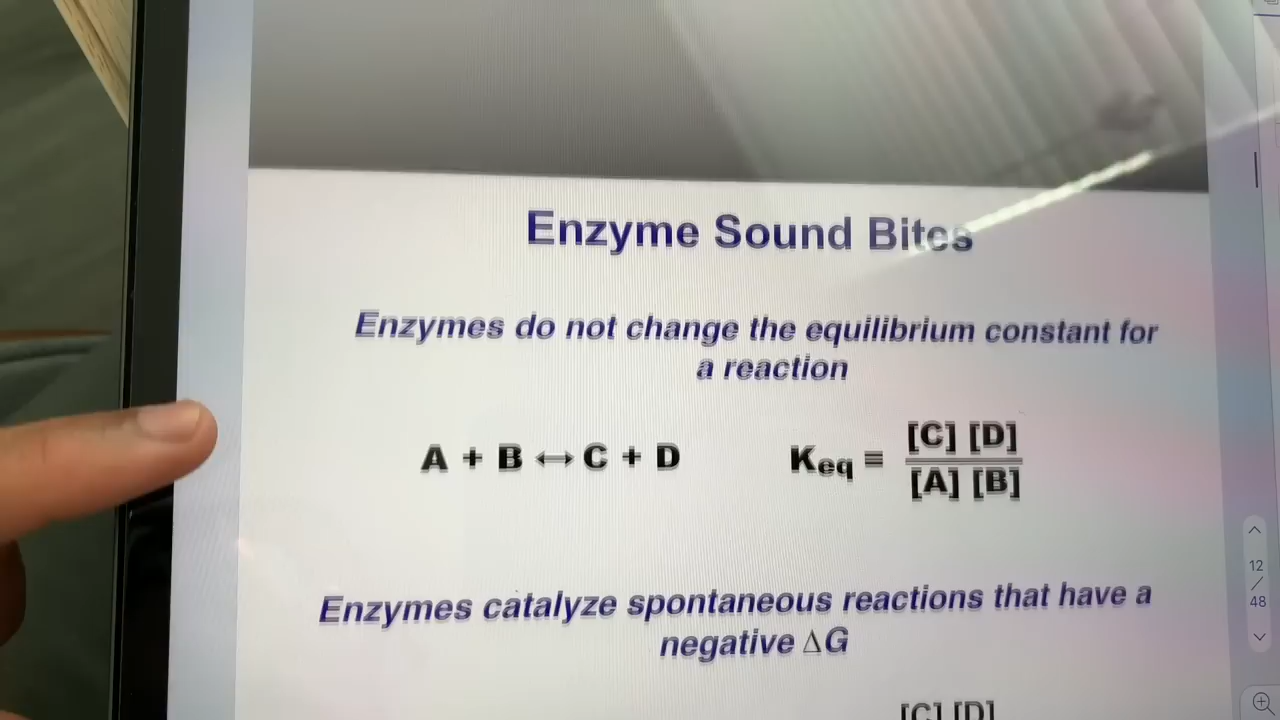 Enzyme Sound Bites
Enzymes do not change the equilibrium constant for
a reaction
A + B ↔ C + D
Keq = [C] [D]
[A] [B]
Enzymes catalyze spontaneous reactions that have a
negative ΔG
[C] [D]
12
/
48